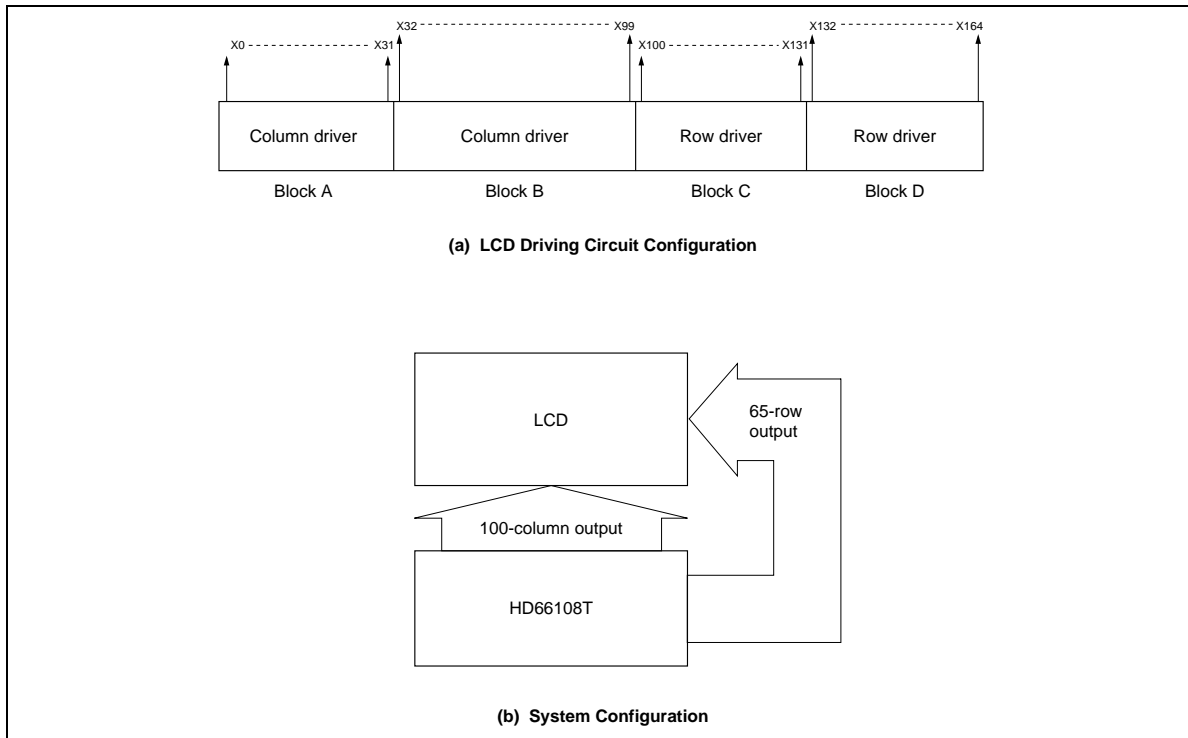 X32 X99 X132 X164
X0 X31 X100 X131
Column driver Column driver Row driver Row driver
Block A Block B Block C Block D
(a) LCD Driving Circuit Configuration
LCD
65-row
output
100-column output
HD66108T
(b) System Configuration